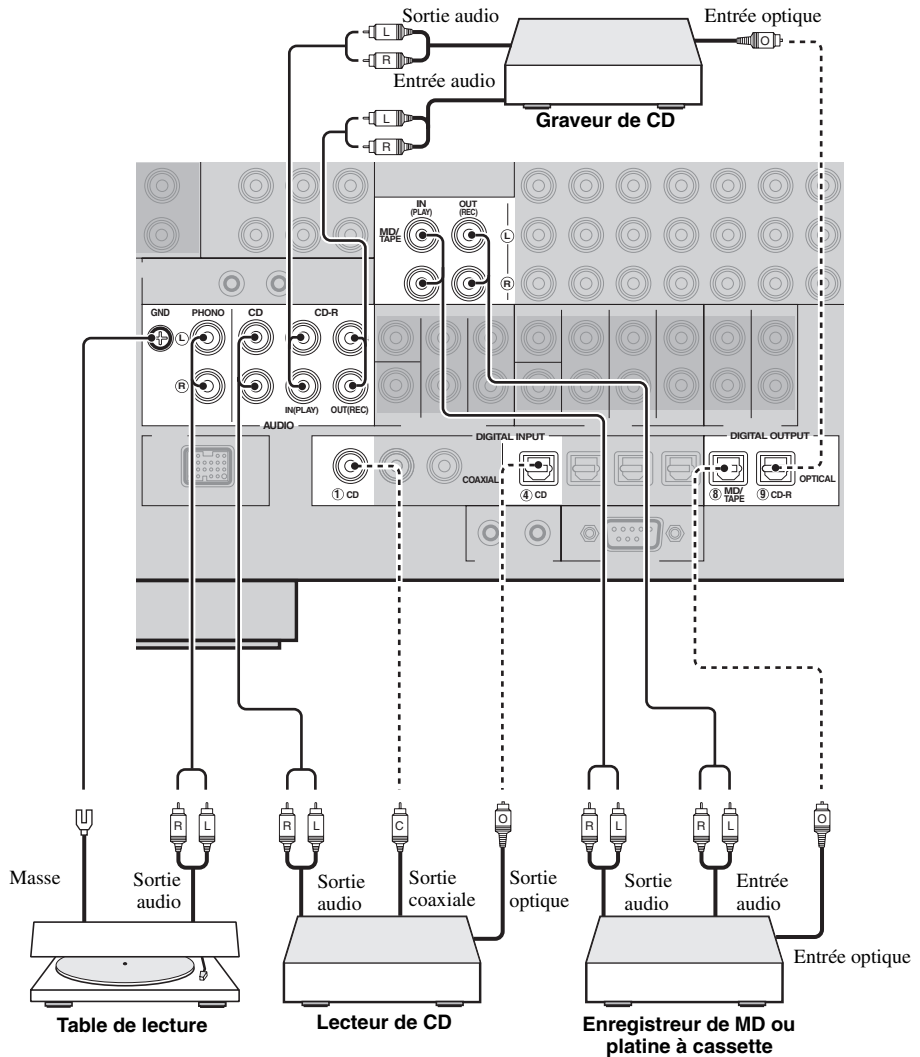 Sortie audio
Entrée optique
L
R
O
Entrée audio
L
R
Graveur de CD
IN
(PLAY)
OUT
(REC)
MD/
TAPE
L
R
GND
PHONO
CD
CD-R
L
R
IN(PLAY)
OUT(REC)
AUDIO
DIGITAL INPUT
DIGITAL OUTPUT
COAXIAL
OPTICAL
① CD
④ CD
⑧ MD/
TAPE
⑨ CD-R
R
L
R
L
C
O
R
L
R
L
O
Masse
Sortie
audio
Sortie
audio
Sortie
coaxiale
Sortie
optique
Sortie
audio
Entrée
audio
Entrée optique
Table de lecture
Lecteur de CD
Enregistreur de MD ou
platine à cassette